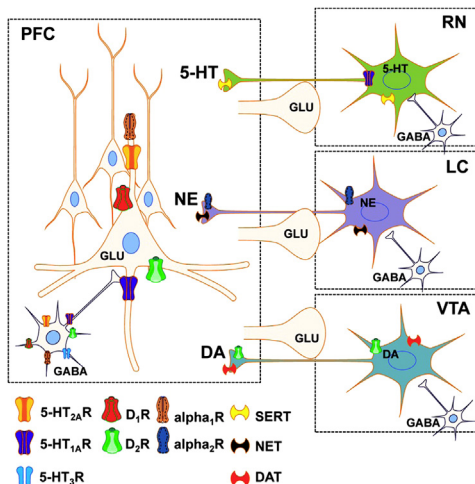 PFC
RN
5-HT
5-HT
GLU
GABA
LC
NE
NE
GLU
GLU
GABA
VTA
GLU
DA
DA
GABA
GABA
5-HT2AR
D1R
alpha1R
SERT
5-HT1AR
D2R
alpha2R
NET
5-HT3R
DAT